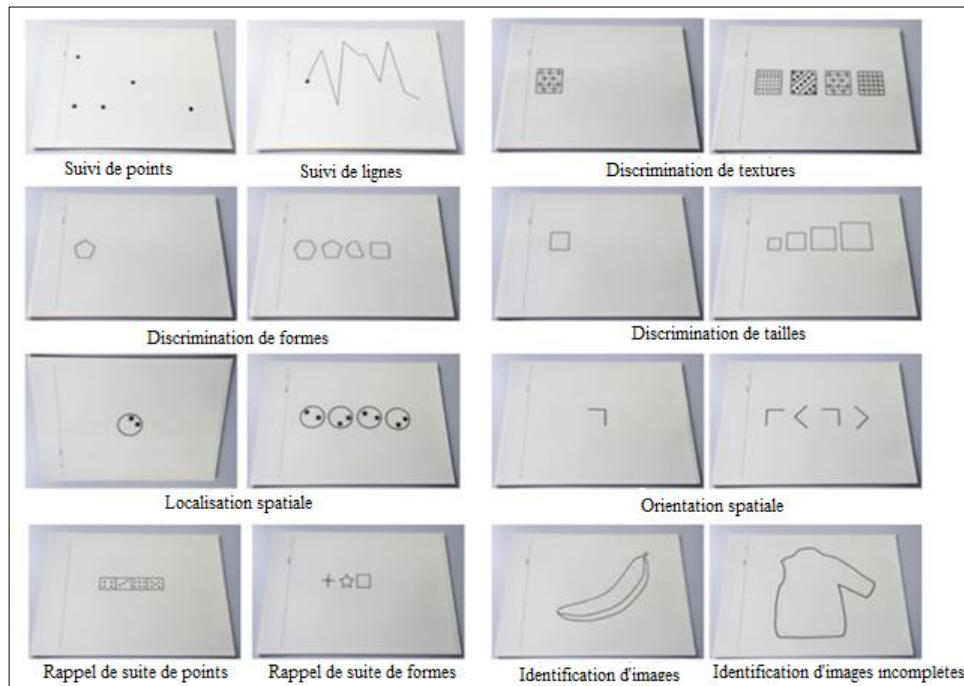 Suivi de points
Suivi de lignes
Discrimination de textures
Discrimination de formes
Discrimination de tailles
Localisation spatiale
Orientation spatiale
Rappel de suite de points
Rappel de suite de formes
Identification d'images
Identification d'images incomplétes